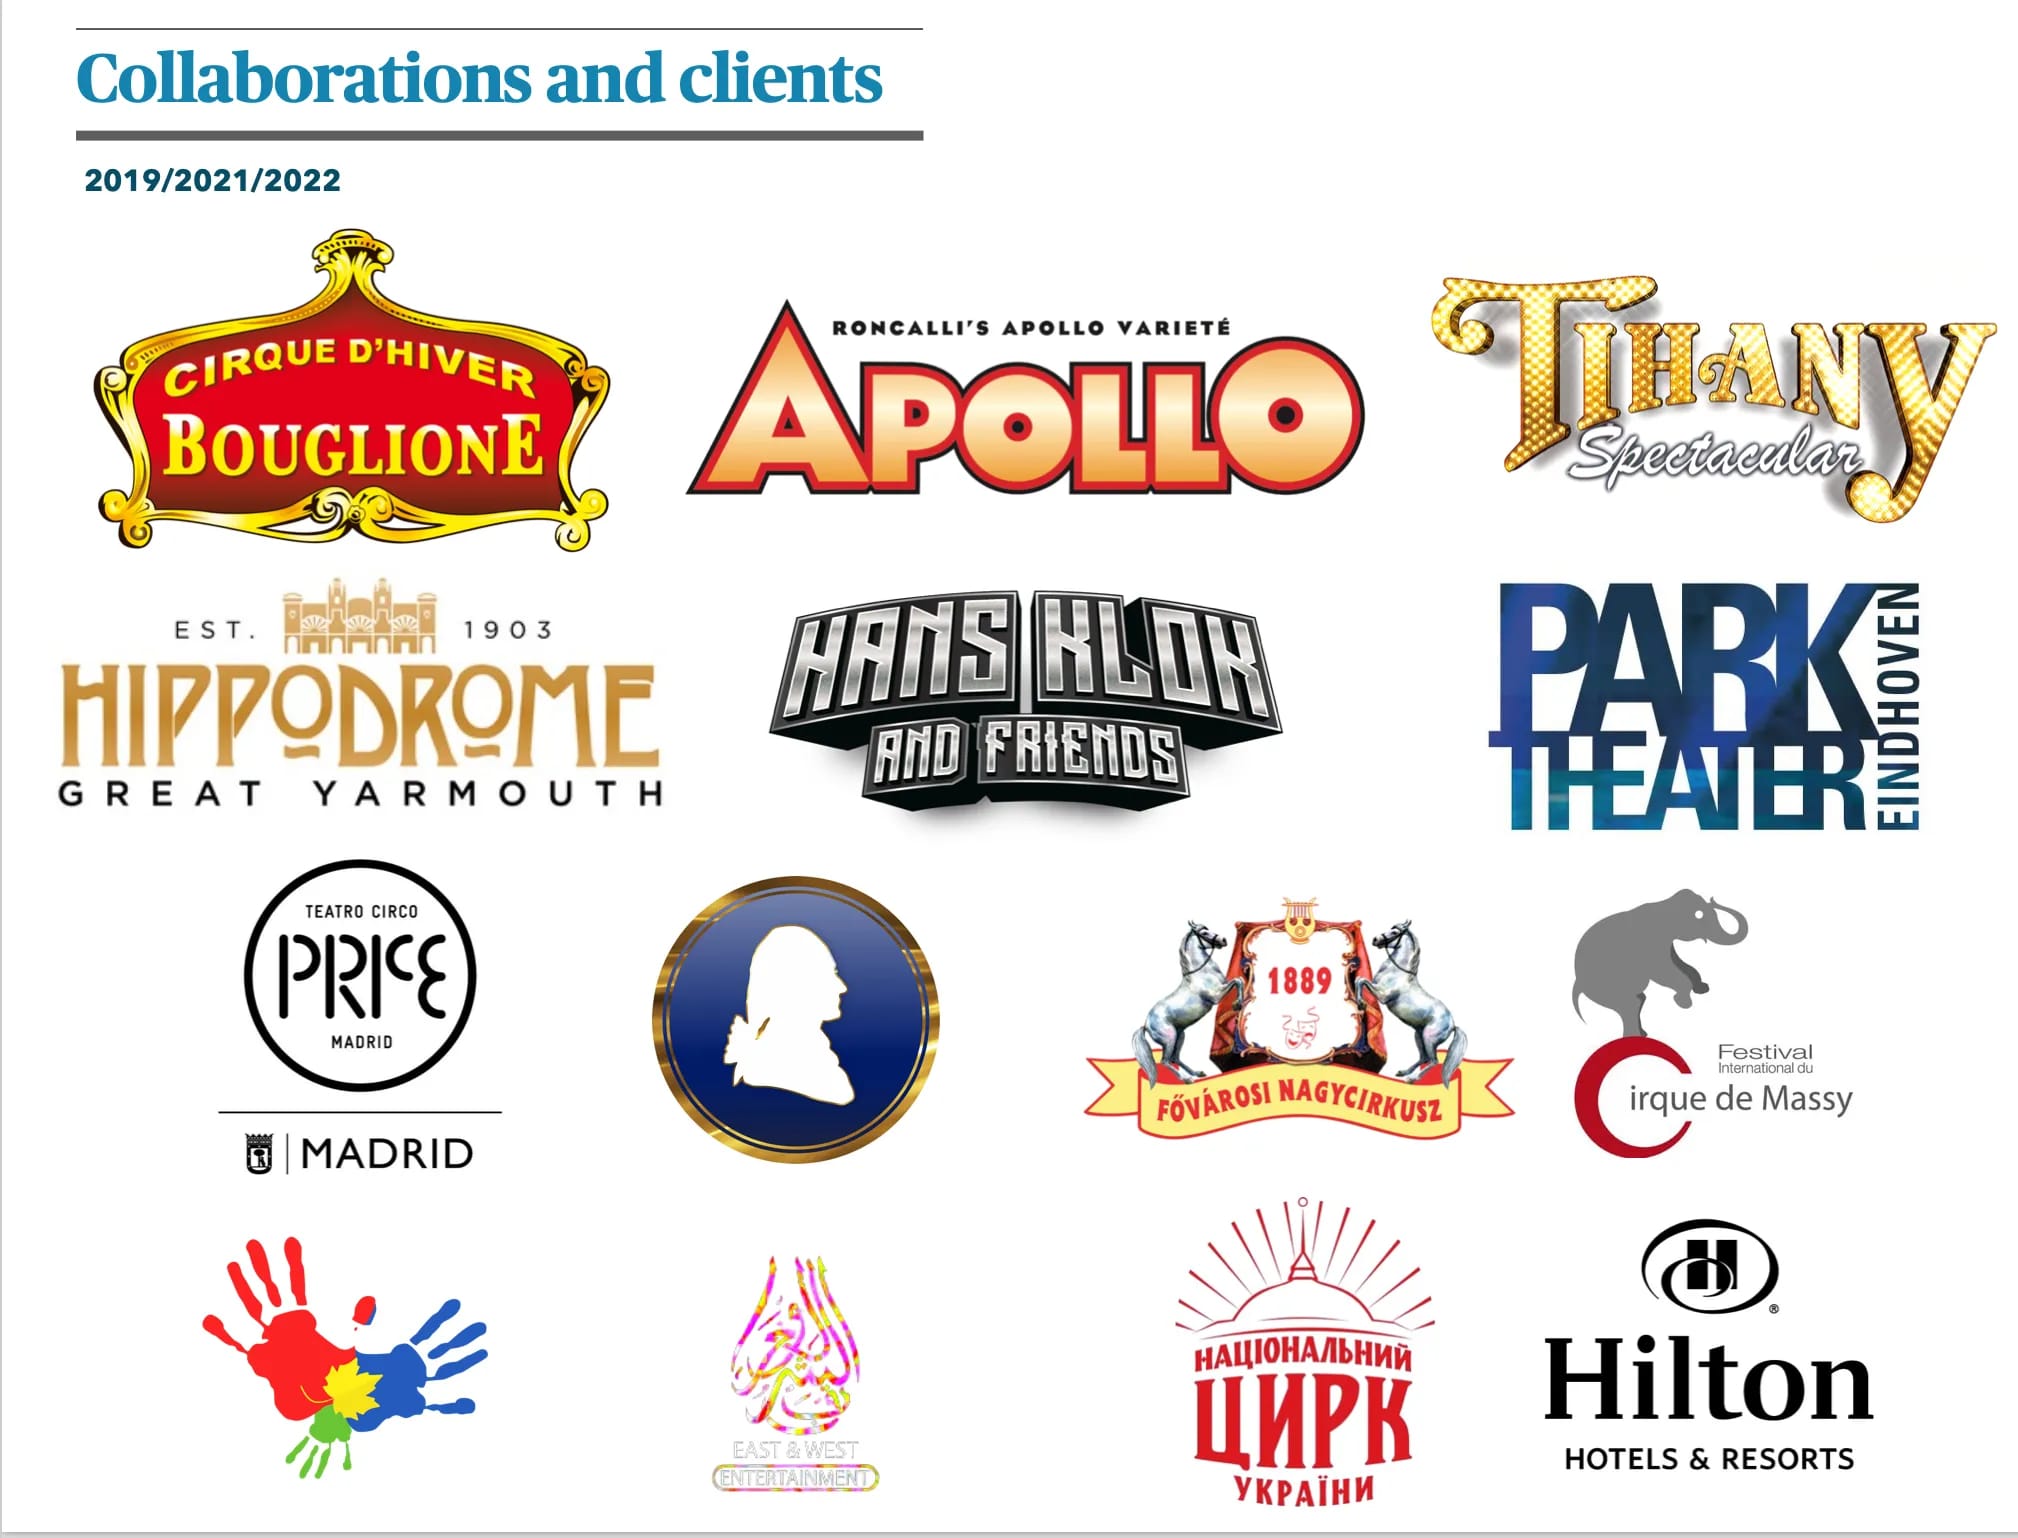 Collaborations and clients
2019/2021/2022
CIRQUE D'HIVER
BOUGLIONE
RONCALLI'S APOLLO VARIETÉ
APOLLO
TIHANY
Spectacular
EST. 1903
HIPPODROME
GREAT YARMOUTH
HANS KLOK
AND FRIENDS
PARK
THEATER
EINDHOVEN
TEATRO CIRCO
PRICE
MADRID
MADRID
1889
FŐVÁROSI NAGYCIRKUSZ
Festival
International du
Cirque de Massy
EAST & WEST
ENTERTAINMENT
НАЦІОНАЛЬНИЙ
ЦИРК
УКРАЇНИ
H
®
Hilton
HOTELS & RESORTS